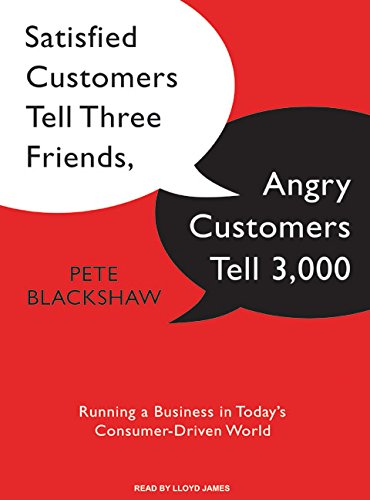 Satisfied
Customers
Tell Three
Friends,
Angry
Customers
Tell 3,000
PETE
BLACKSHAW
Running a Business in Today's
Consumer-Driven World
READ BY LLOYD JAMES